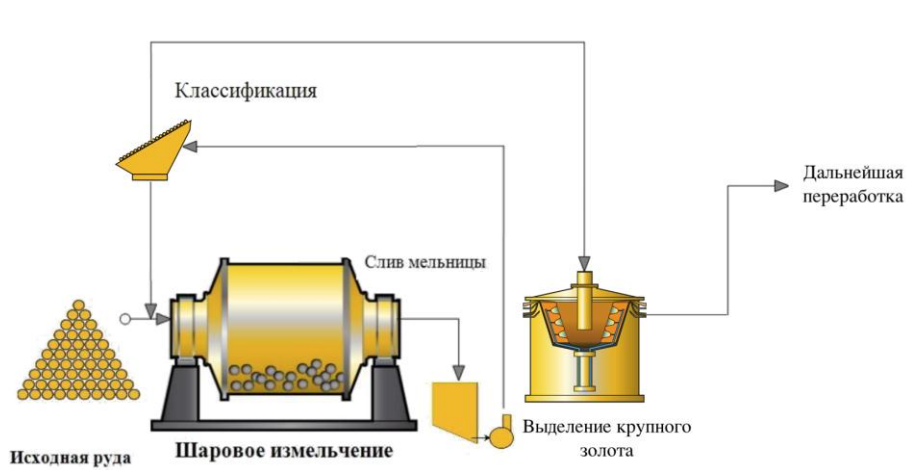 Классификация
Дальнейшая
переработка
Слив мельницы
Выделение крупного
золота
Шаровое измельчение
Исходная руда